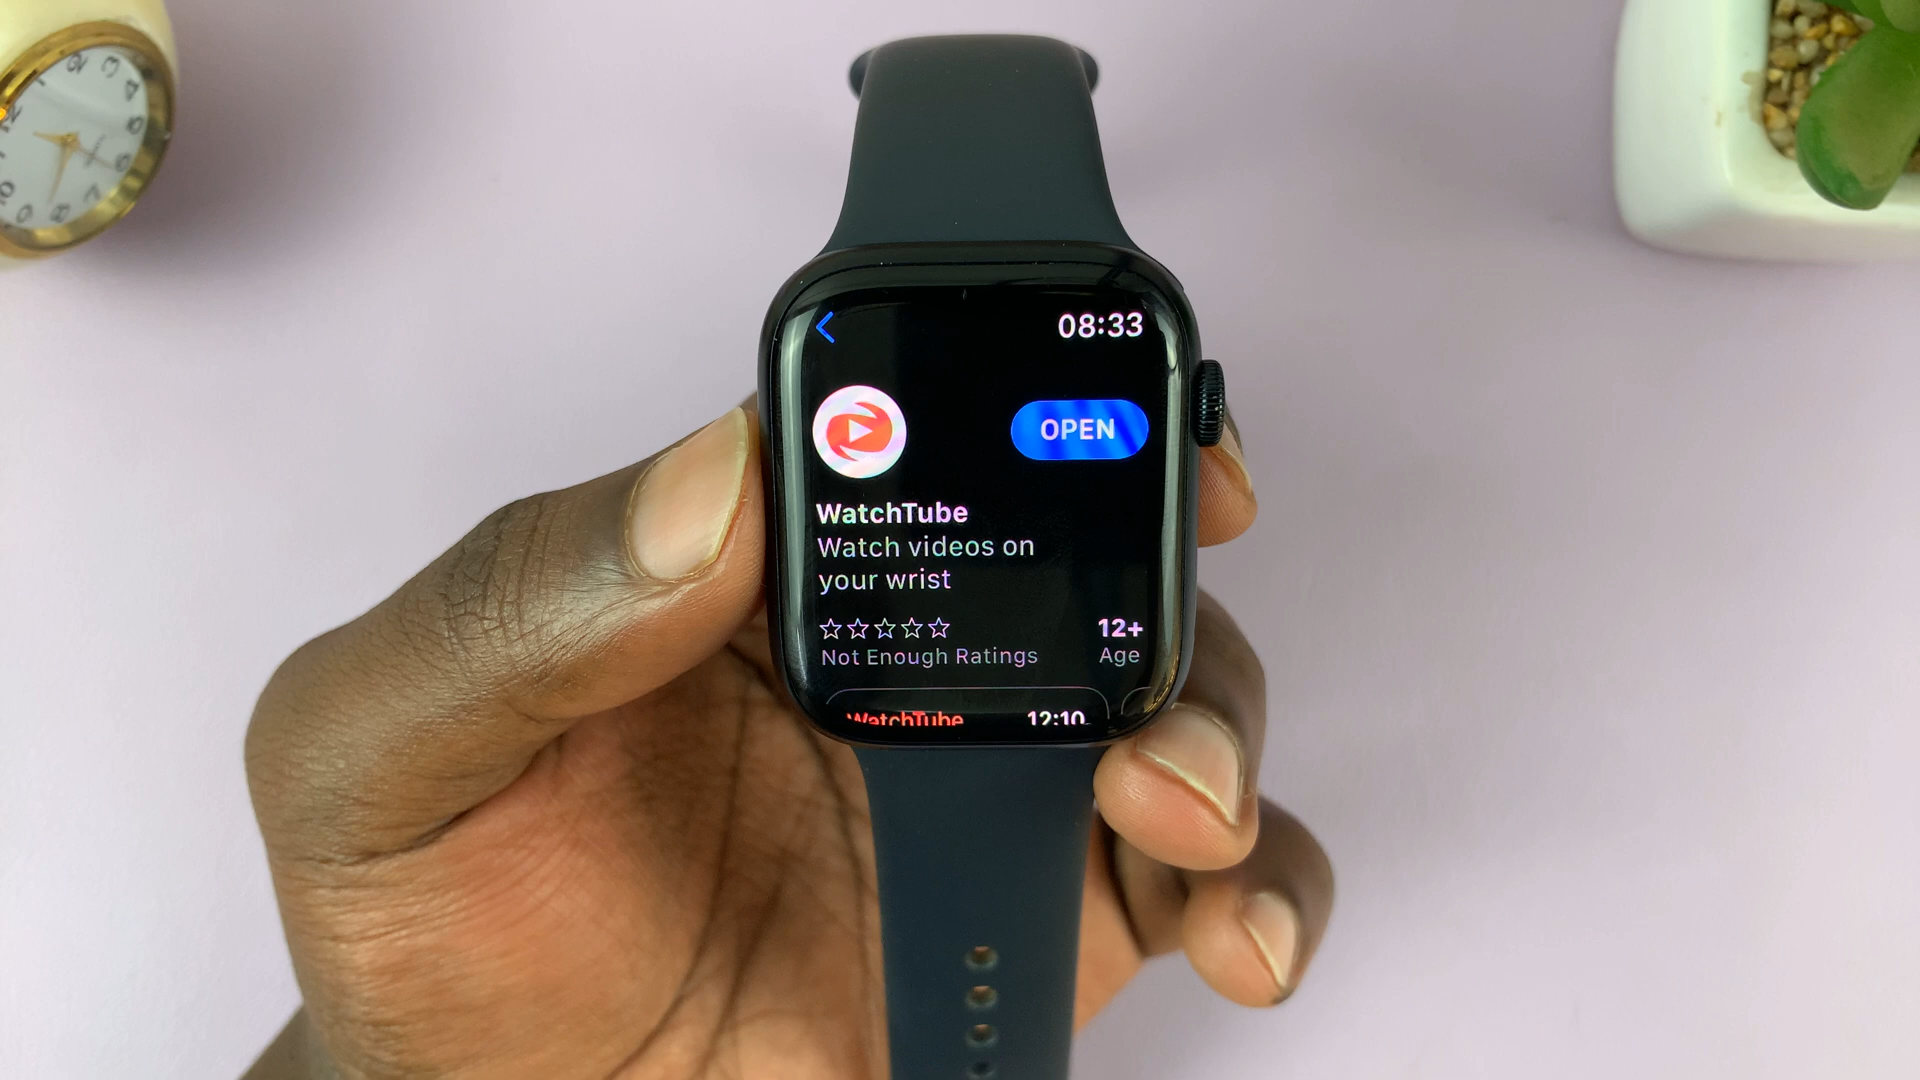 08:33
OPEN
WatchTube
Watch videos on
your wrist
Not Enough Ratings
12+
Age
WatchTube
12:10